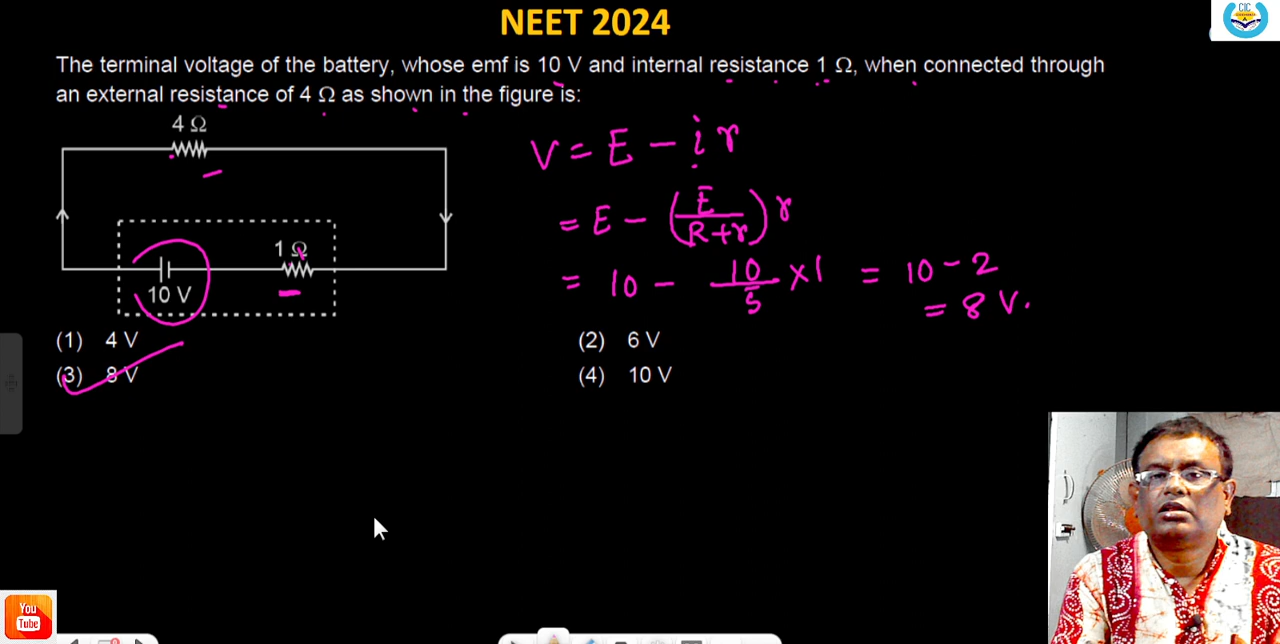 NEET 2024
CIC
The terminal voltage of the battery, whose emf is 10 V and internal resistance 1 Ω, when connected through
an external resistance of 4 Ω as shown in the figure is:
4 Ω
1 Ω
10 V
V = E - i r
= E - (E/(R+r)) r
= 10 - 10/5 × 1 = 10 - 2
= 8 V.
(1) 4 V (2) 6 V
(3) 8 V (4) 10 V
You
Tube